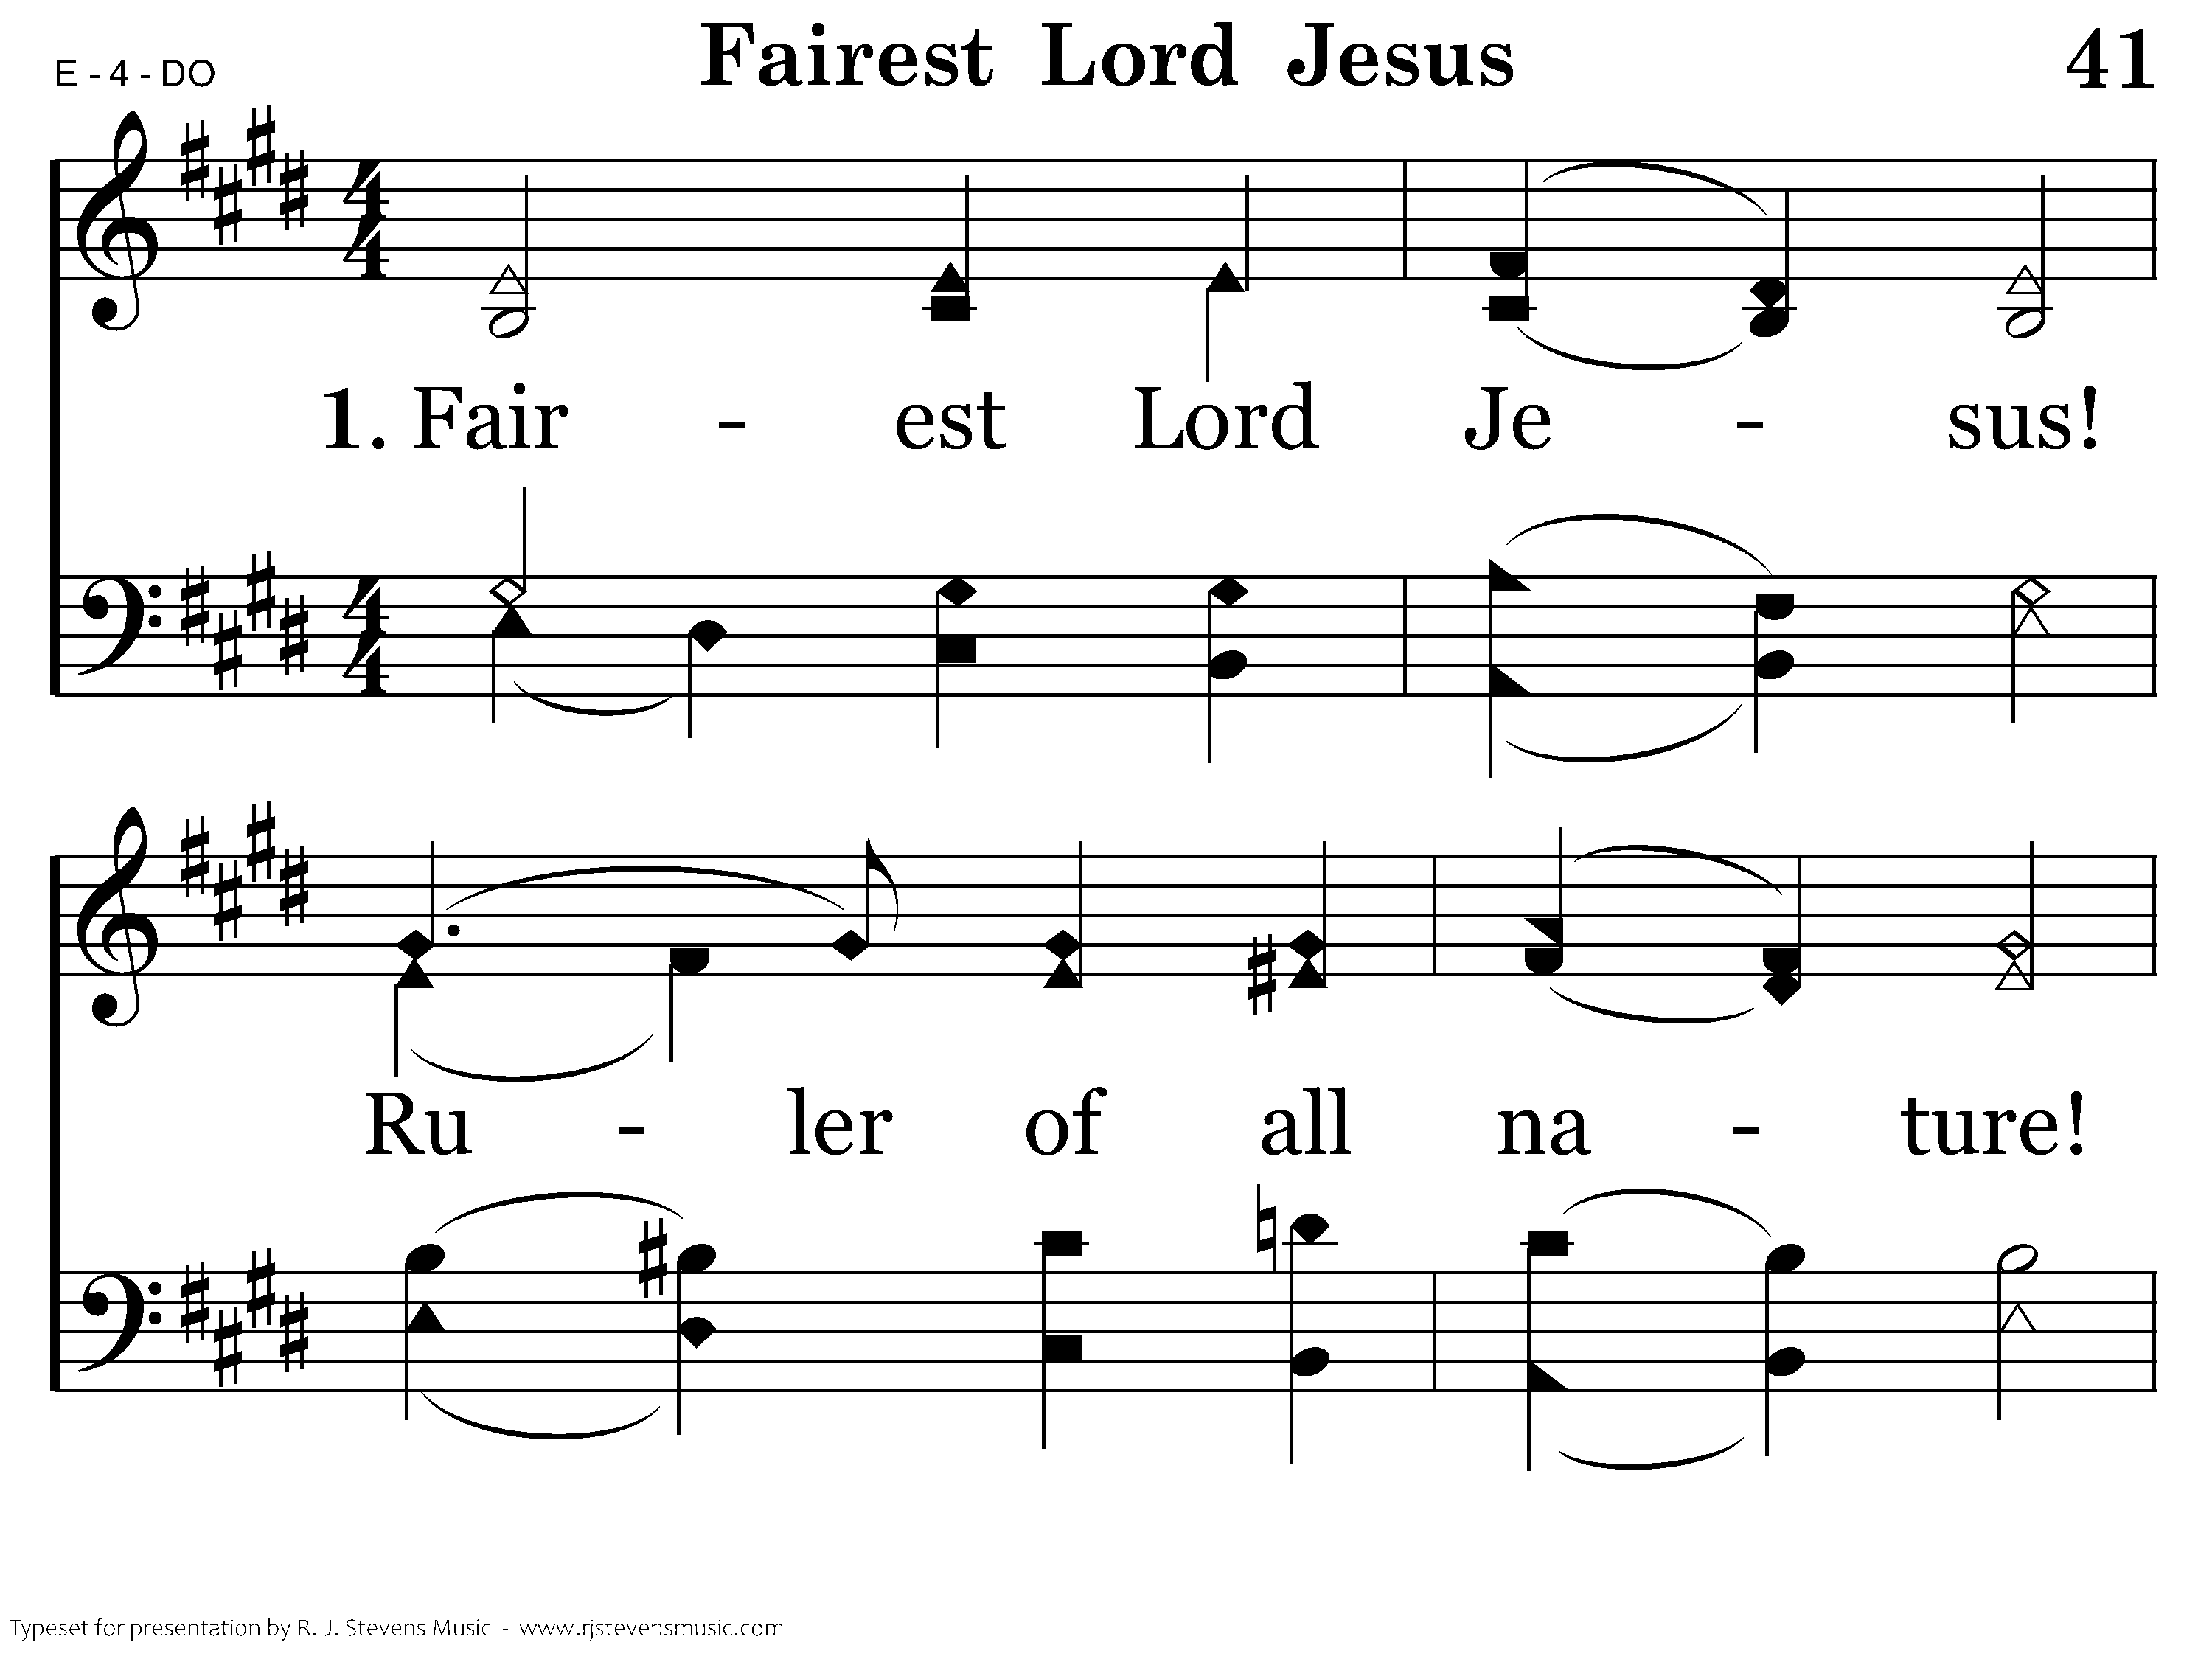 Fairest Lord Jesus
E - 4 - DO
41
1. Fair - est Lord Je - sus!
Ru - ler of all na - ture!
Typeset for presentation by R. J. Stevens Music - www.rjstevensmusic.com